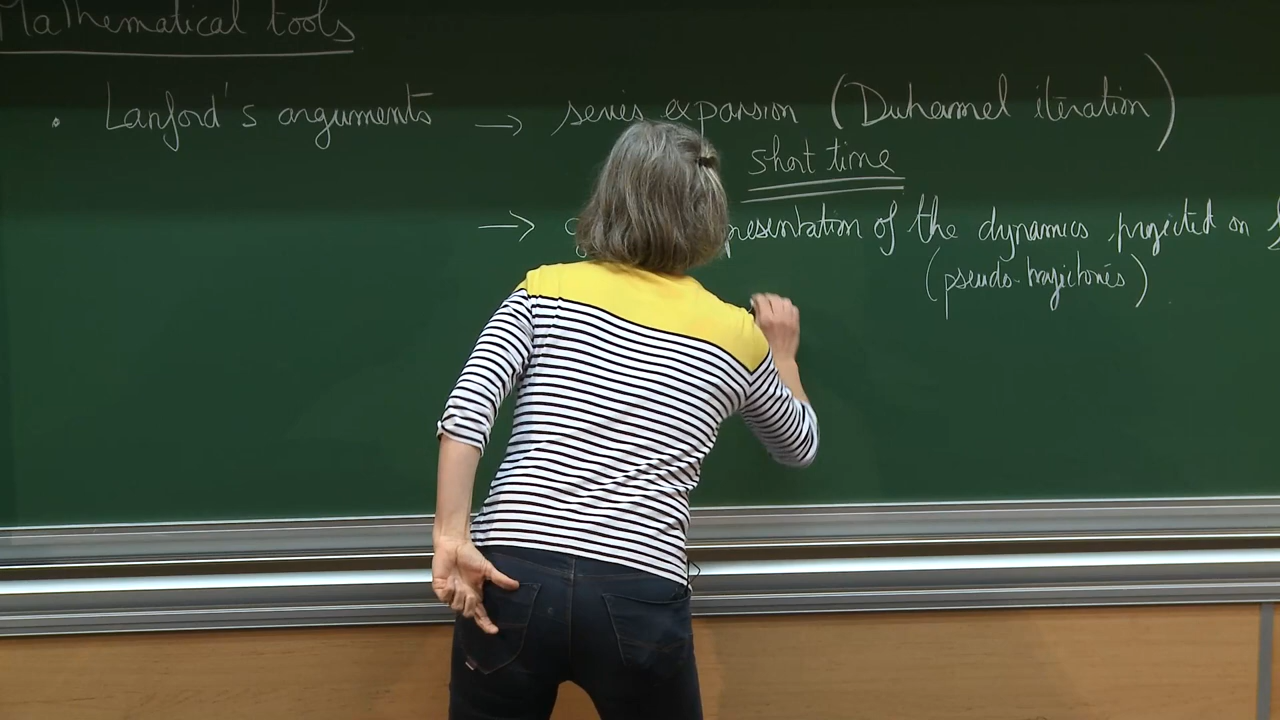 Mathematical tools
. Lanford's arguments → series expansion (Duhamel iteration)
short time
→ presentation of the dynamics projected on
(pseudo-trajectories)